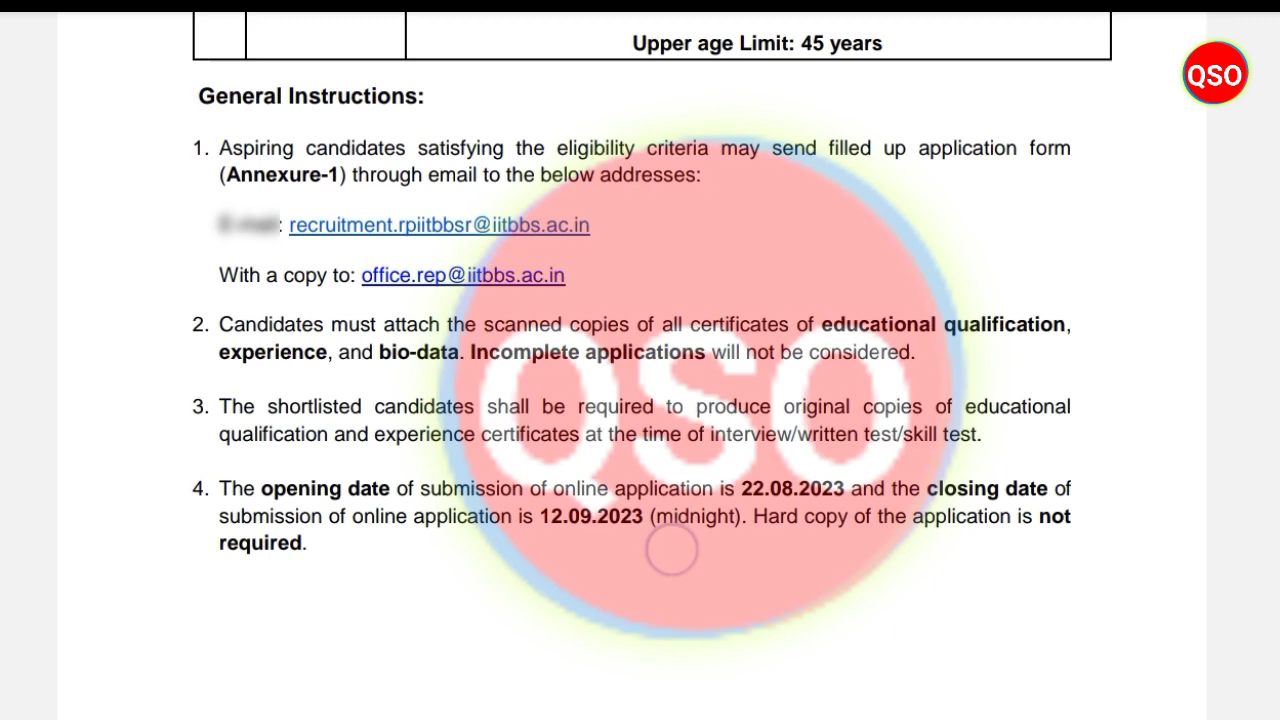 Upper age Limit: 45 years
QSO
General Instructions:
1. Aspiring candidates satisfying the eligibility criteria may send filled up application form
(Annexure-1) through email to the below addresses:
: recruitment.rpiitbbsr@iitbbs.ac.in
With a copy to: office.rep@iitbbs.ac.in
2. Candidates must attach the scanned copies of all certificates of educational qualification,
experience, and bio-data. Incomplete applications will not be considered.
QSO
3. The shortlisted candidates shall be required to produce original copies of educational
qualification and experience certificates at the time of interview/written test/skill test.
4. The opening date of submission of online application is 22.08.2023 and the closing date of
submission of online application is 12.09.2023 (midnight). Hard copy of the application is not
required.